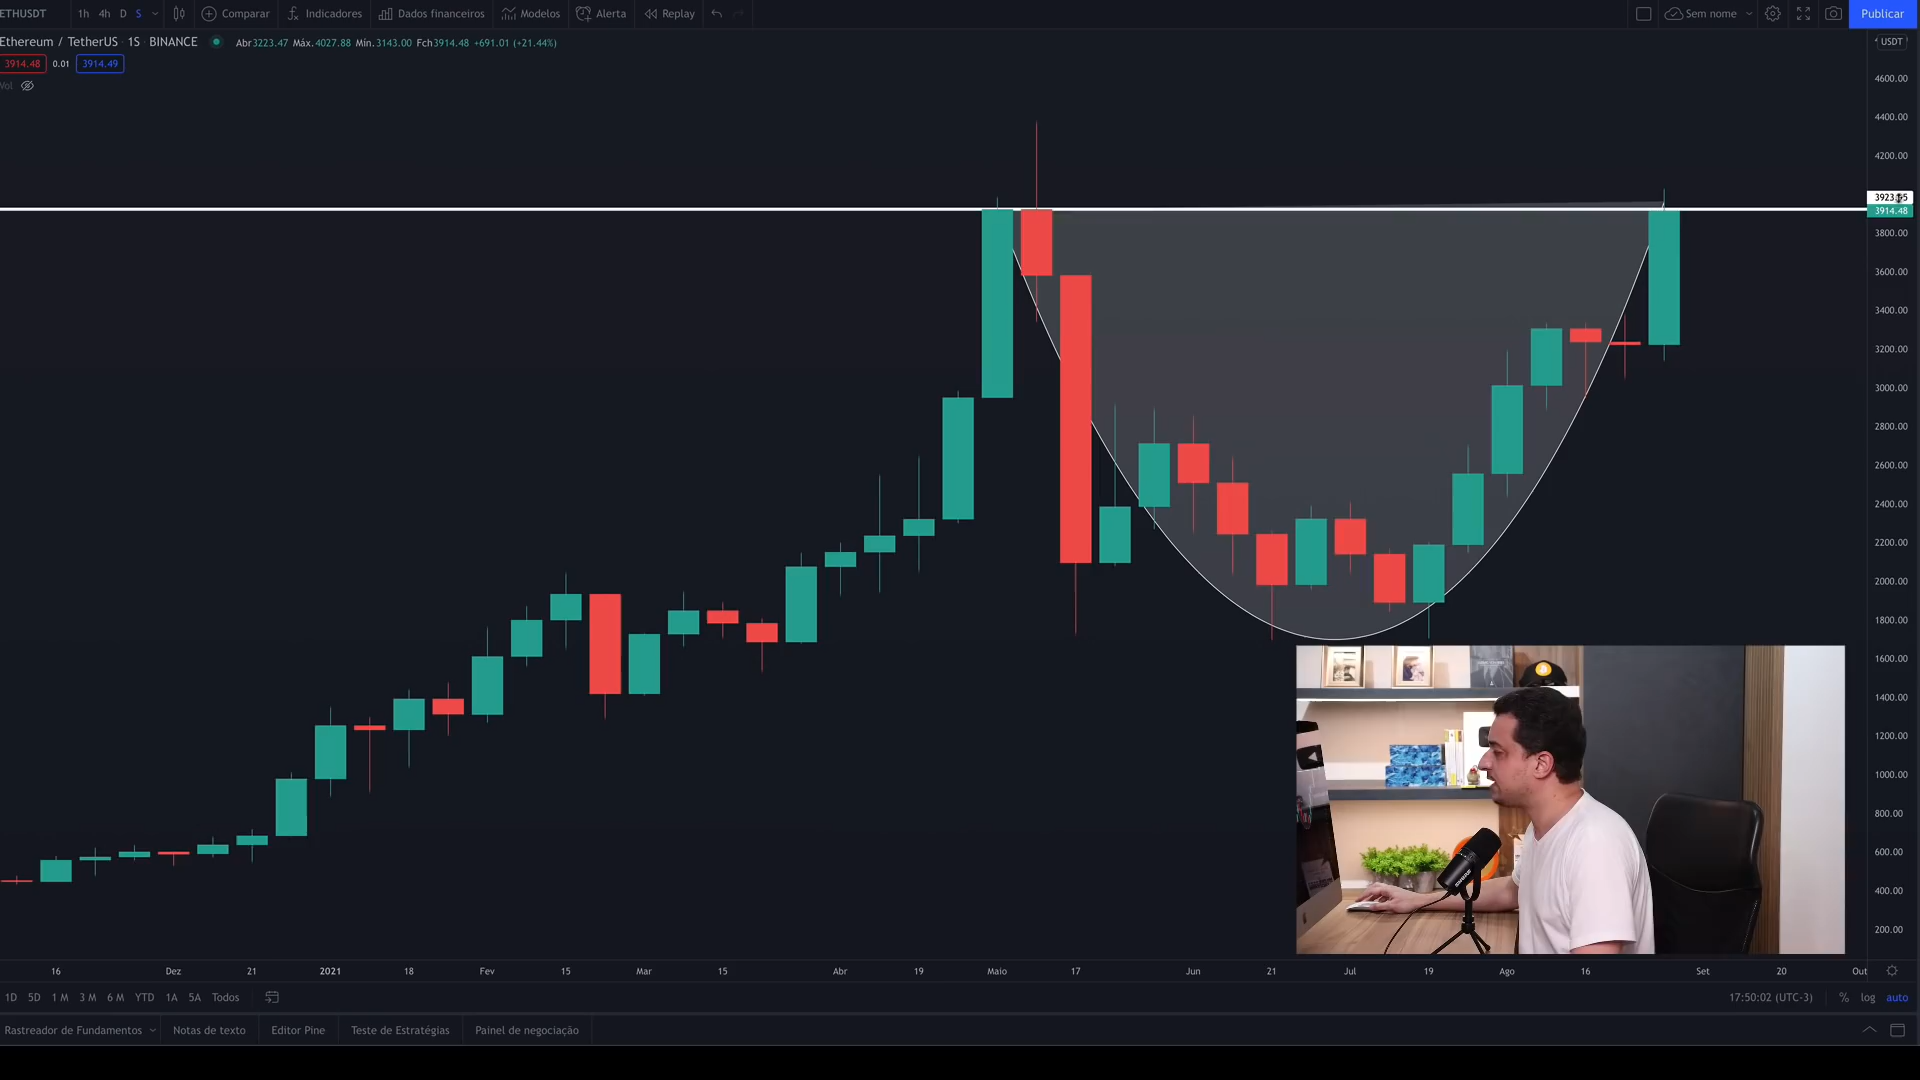 ETHUSDT 1h 4h D S Comparar Indicadores Dados financeiros Modelos Alerta Replay Sem nome Publicar
Ethereum / TetherUS 1S BINANCE Abr3223.47 Máx.4027.88 Mín.3143.00 Fch3914.48 +691.01 (+21.44%)
USDT
3914.48 0.01 3914.49
Vol
4600.00
4400.00
4200.00
3914.48
3800.00
3600.00
3400.00
3200.00
3000.00
2800.00
2600.00
2400.00
2200.00
2000.00
1800.00
1600.00
1400.00
1200.00
1000.00
800.00
600.00
400.00
200.00
16 Dez 21 2021 18 Fev 15 Mar 15 Abr 19 Maio 17 Jun 21 Jul 19 Ago 16 Set 20 Out
1D 5D 1 M 3 M 6 M YTD 1A 5A Todos 17:50:02 (UTC-3) % log auto
Rastreador de Fundamentos Notas de texto Editor Pine Teste de Estratégias Painel de negociação